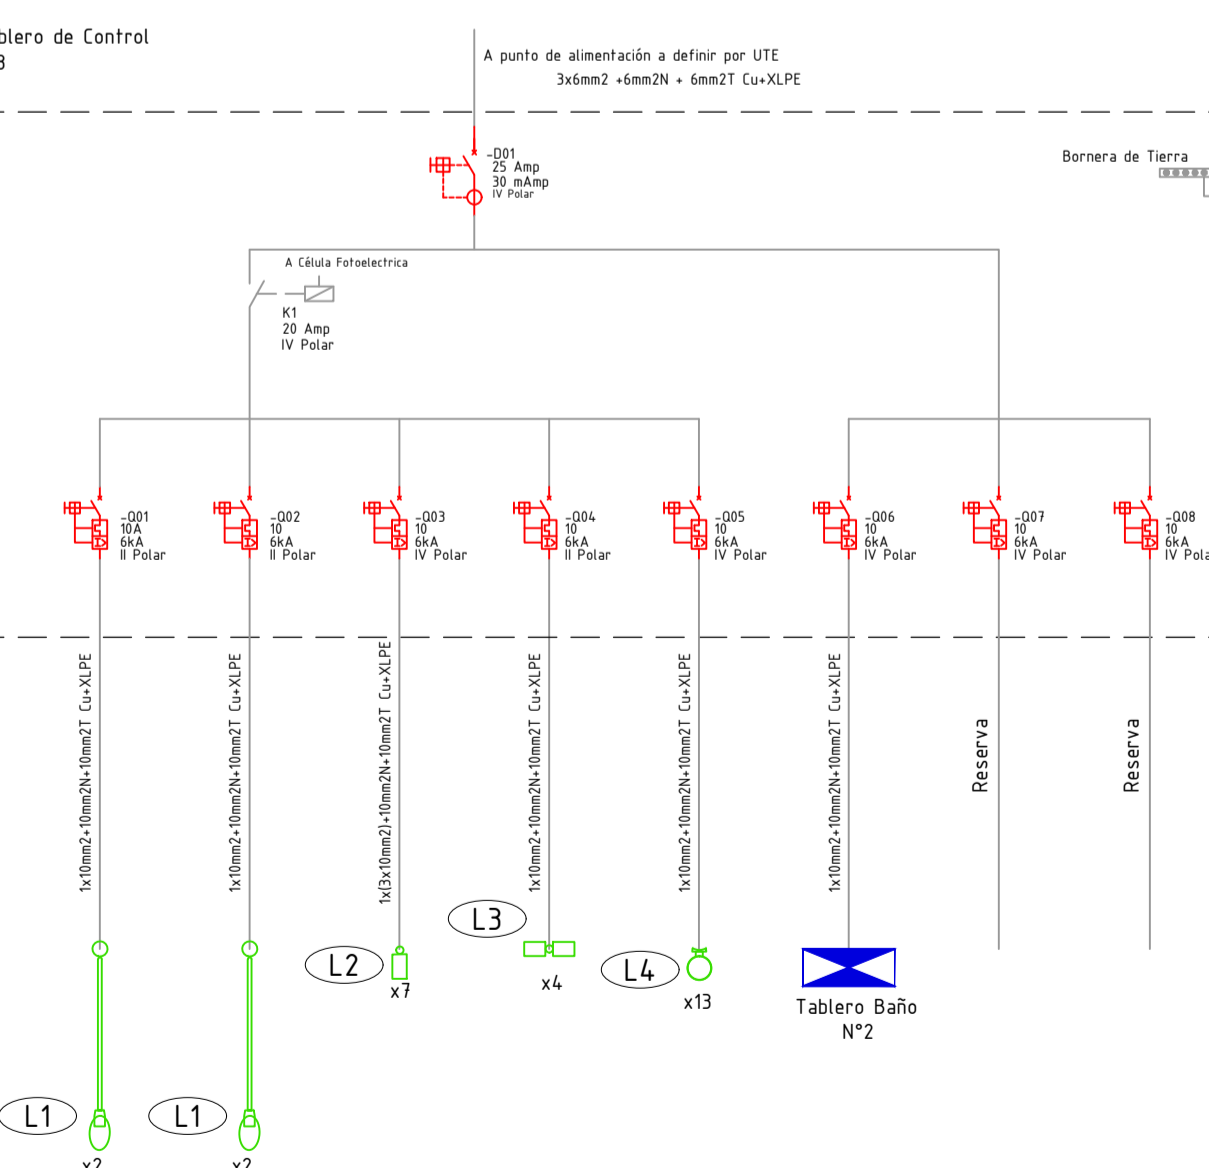 blero de Control
3
A punto de alimentación a definir por UTE
3x6mm2 +6mm2N + 6mm2T Cu+XLPE
-D01
25 Amp
30 mAmp
IV Polar
Bornera de Tierra
A Célula Fotoelectrica
K1
20 Amp
IV Polar
-Q01
10A
6kA
II Polar
-Q02
10
6kA
II Polar
-Q03
10
6kA
IV Polar
-Q04
10
6kA
II Polar
-Q05
10
6kA
IV Polar
-Q06
10
6kA
IV Polar
-Q07
10
6kA
IV Polar
-Q08
10
6kA
IV Pola
1x10mm2+10mm2N+10mm2T Cu+XLPE
1x10mm2+10mm2N+10mm2T Cu+XLPE
1x(3x10mm2)+10mm2N+10mm2T Cu+XLPE
1x10mm2+10mm2N+10mm2T Cu+XLPE
1x10mm2+10mm2N+10mm2T Cu+XLPE
1x10mm2+10mm2N+10mm2T Cu+XLPE
Reserva
Reserva
L3
L2
x7
x4
L4
x13
Tablero Baño
N°2
L1
x2
L1
x2